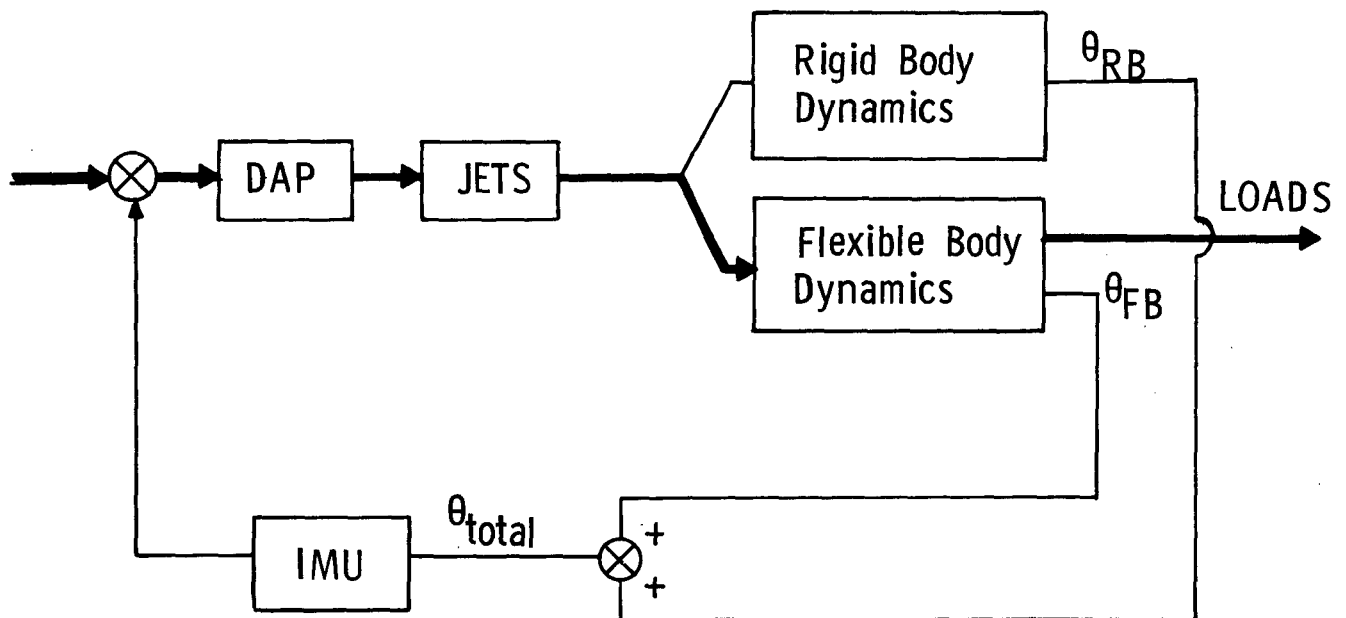 Rigid Body
Dynamics
θRB
DAP
JETS
LOADS
Flexible Body
Dynamics
θFB
θtotal
+
+
IMU